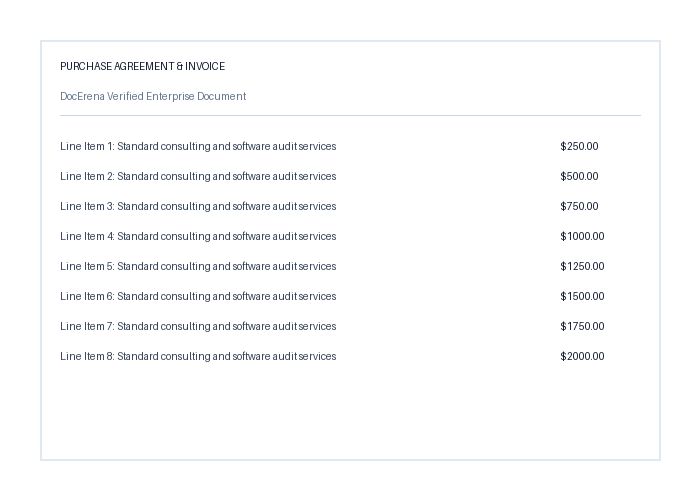 PURCHASE AGREEMENT & INVOICE
DocErena Verified Enterprise Document
Line Item 1: Standard consulting and software audit services $250.00
Line Item 2: Standard consulting and software audit services $500.00
Line Item 3: Standard consulting and software audit services $750.00
Line Item 4: Standard consulting and software audit services $1000.00
Line Item 5: Standard consulting and software audit services $1250.00
Line Item 6: Standard consulting and software audit services $1500.00
Line Item 7: Standard consulting and software audit services $1750.00
Line Item 8: Standard consulting and software audit services $2000.00